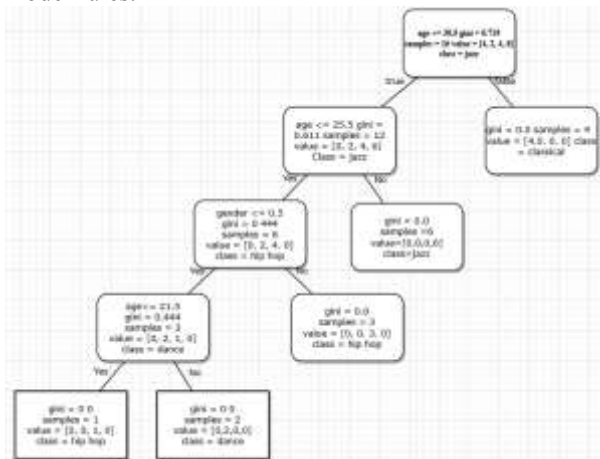 age <= 30.5 gini = 0.719
samples = 16 value = [4, 2, 4, 6]
class = jazz
true
false
age <= 25.5 gini =
0.611 samples = 12
value = [0, 2, 4, 6]
Class = jazz
gini = 0.0 samples = 4
value = [4,0, 0, 0] class
= classical
Yes
No
gender <= 0.5
gini = 0.444
samples = 6
value = [0, 2, 4, 0]
class = hip hop
gini = 0.0
samples =6
value=[0,0,0,6]
class=jazz
Yes
No
age<= 21.5
gini = 0.444
samples = 3
value = [0, 2, 1, 0]
class = dance
gini = 0.0
samples = 3
value = [0, 0, 3, 0]
class = hip hop
Yes
No
gini = 0.0
samples = 1
value = [0, 0, 1, 0]
class = hip hop
gini = 0.0
samples = 2
value = [0,2,0,0]
class = dance